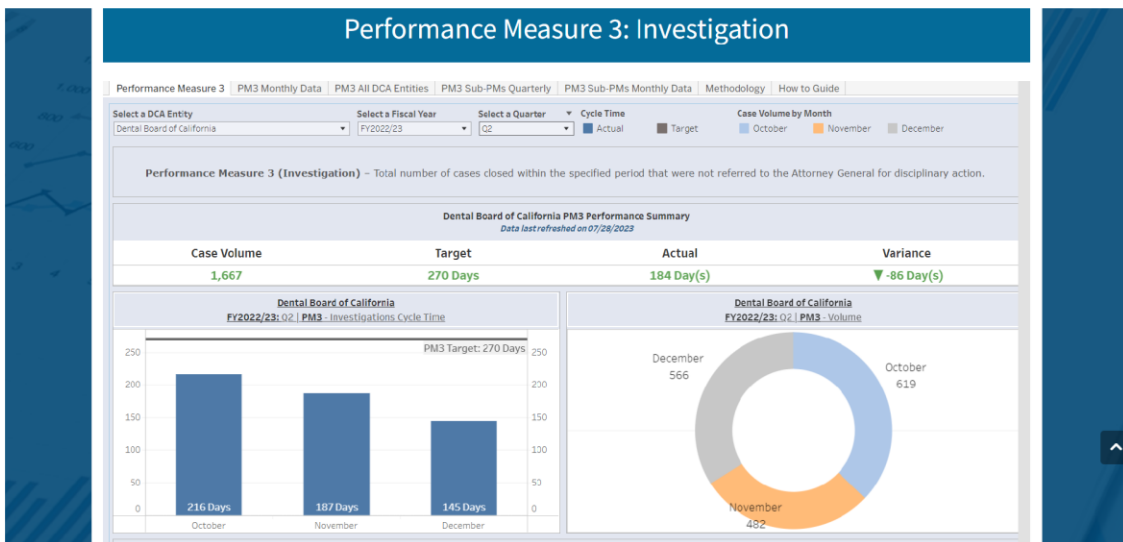 Performance Measure 3: Investigation
Performance Measure 3 PM3 Monthly Data PM3 All DCA Entities PM3 Sub-PMs Quarterly PM3 Sub-PMs Monthly Data Methodology How to Guide
Select a DCA Entity Select a Fiscal Year Select a Quarter Cycle Time Case Volume by Month
Dental Board of California FY2022/23 Q2 Actual Target October November December
Performance Measure 3 (Investigation) – Total number of cases closed within the specified period that were not referred to the Attorney General for disciplinary action.
Dental Board of California PM3 Performance Summary
Data last refreshed on 07/28/2023
Case Volume Target Actual Variance
1,667 270 Days 184 Day(s) ▼ -86 Day(s)
Dental Board of California
FY2022/23: Q2 | PM3 - Investigations Cycle Time
PM3 Target: 270 Days
250 250
200 200
150 150
100 100
50 50
0 0
216 Days 187 Days 145 Days
October November December
Dental Board of California
FY2022/23: Q2 | PM3 - Volume
December
566
October
619
November
482